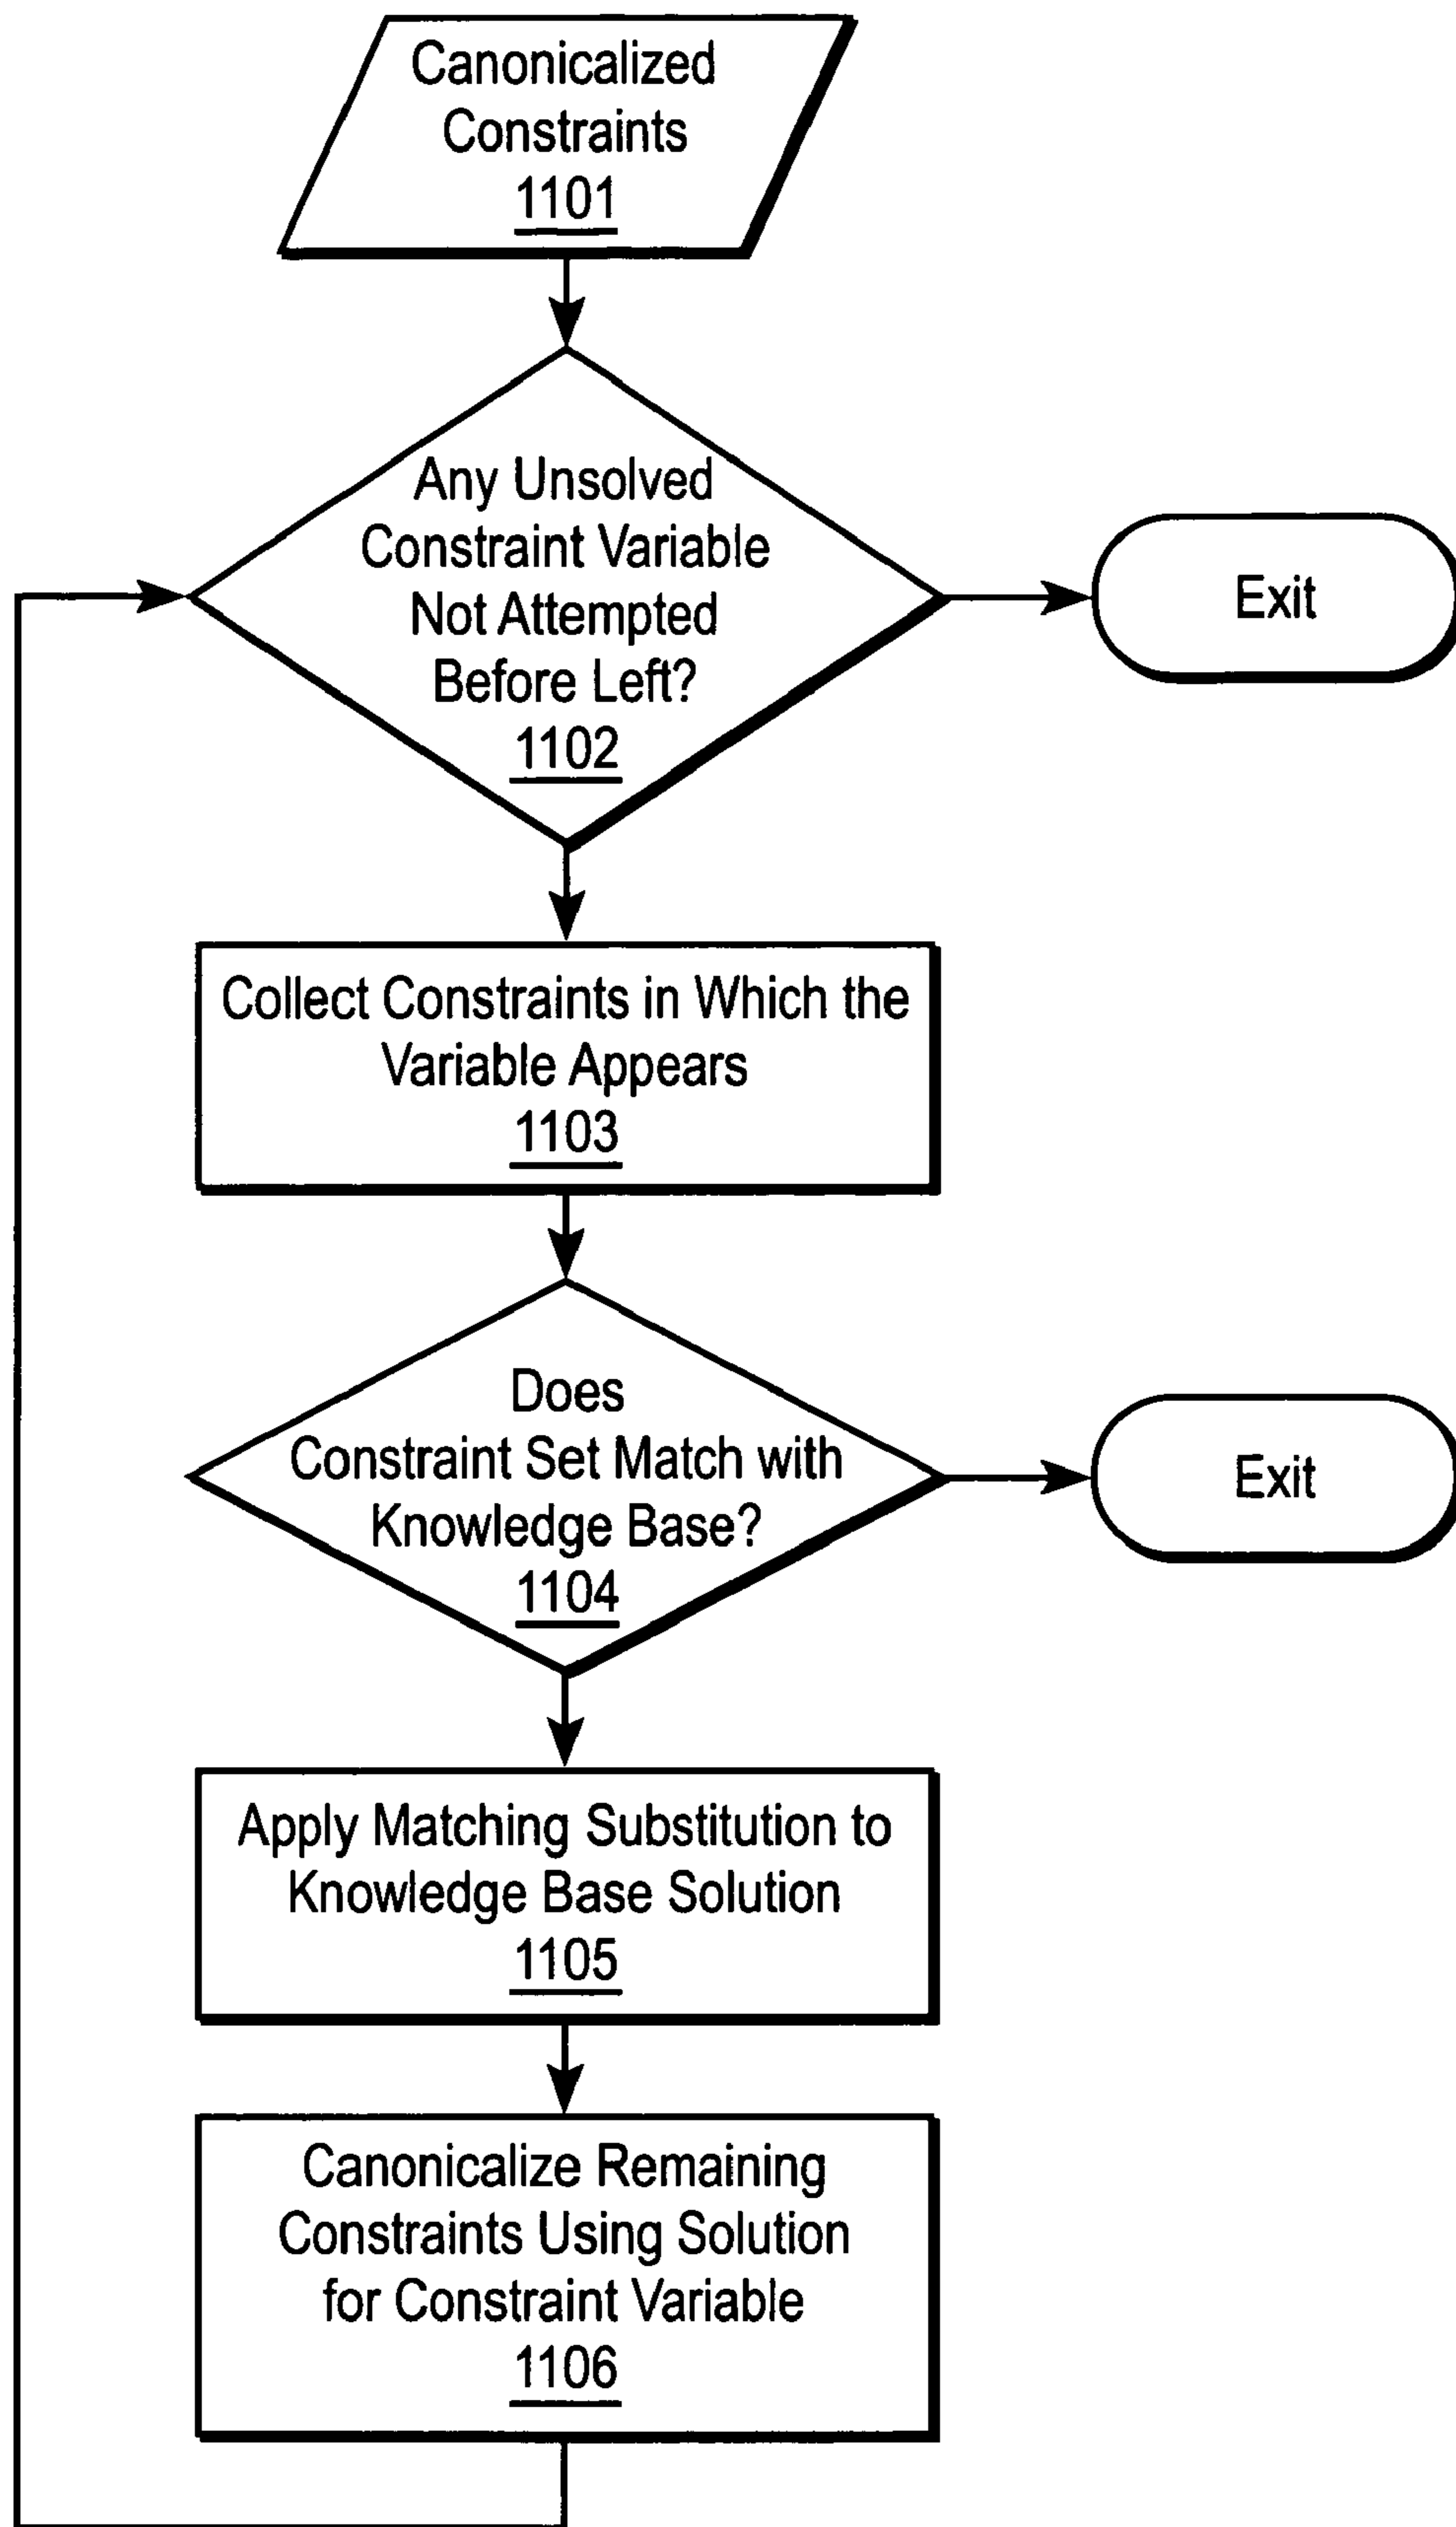 Canonicalized
Constraints
1101
Any Unsolved
Constraint Variable
Not Attempted
Before Left?
1102
Exit
Collect Constraints in Which the
Variable Appears
1103
Does
Constraint Set Match with
Knowledge Base?
1104
Exit
Apply Matching Substitution to
Knowledge Base Solution
1105
Canonicalize Remaining
Constraints Using Solution
for Constraint Variable
1106